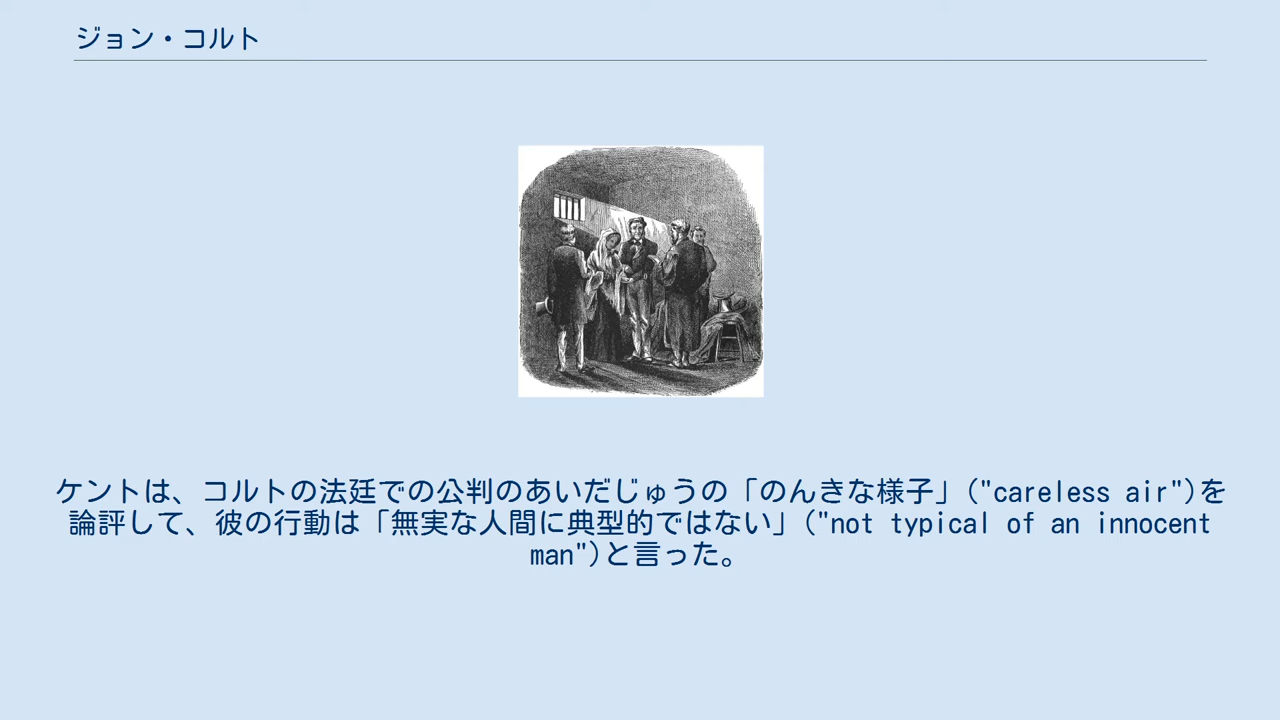 ジョン・コルト
ケントは、コルトの法廷での公判のあいだじゅうの「のんきな様子」("careless air")を
論評して、彼の行動は「無実な人間に典型的ではない」("not typical of an innocent
man")と言った。